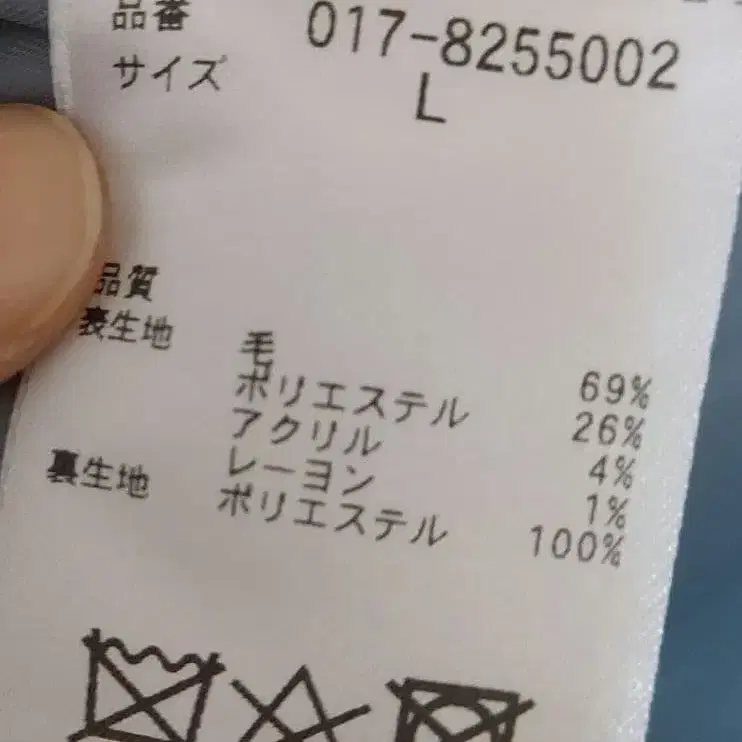 品番 017-8255002
サイズ L
品質
表生地 毛 69%
ポリエステル 26%
アクリル 4%
レーヨン 1%
裏生地 ポリエステル 100%